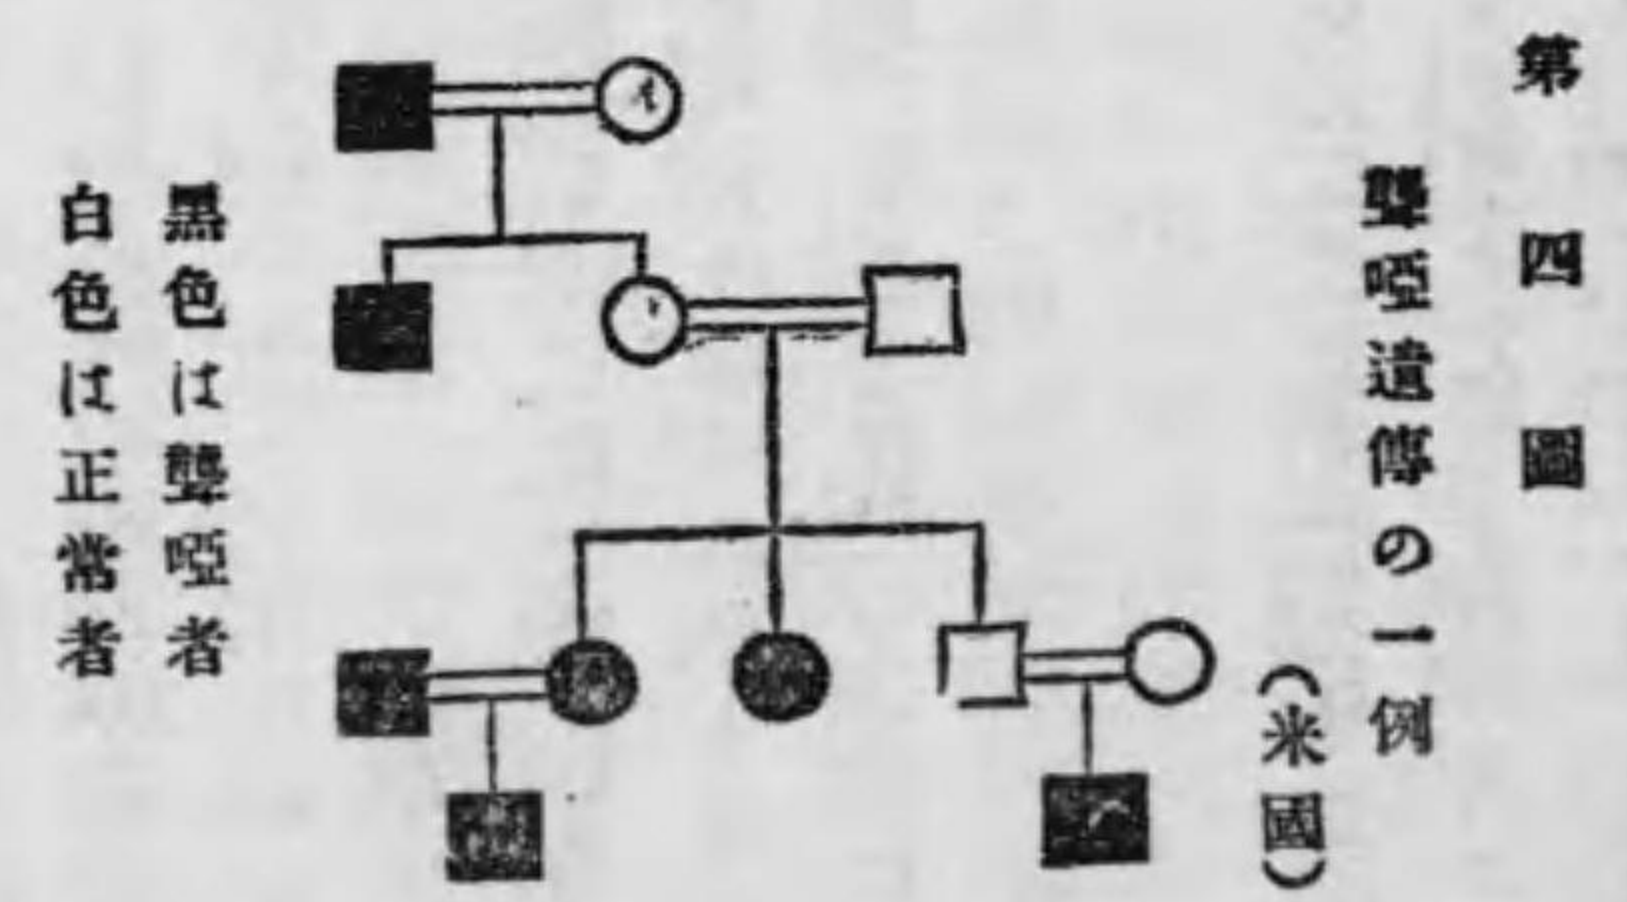 第四圖
聾啞遺傳の一例
（米國）
黑色は聾啞者
白色は正常者